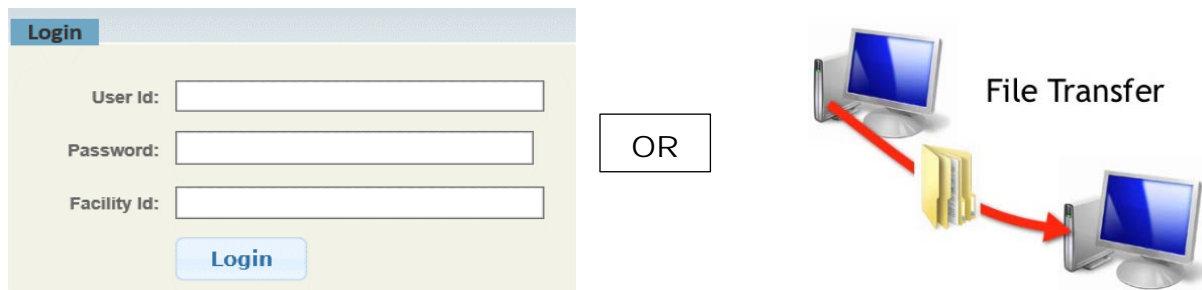 Login
User Id:
Password:
Facility Id:
Login
OR
File Transfer